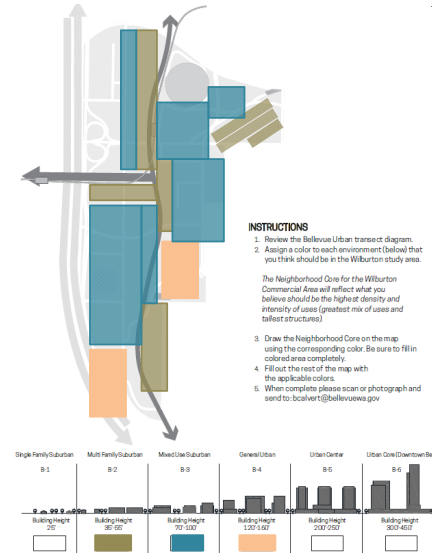 INSTRUCTIONS
1. Review the Bellevue Urban transect diagram.
2. Assign a color to each environment (below) that
you think should be in the Wilburton study area.
The Neighborhood Core for the Wilburton
Commercial Area will reflect what you
believe should be the highest density and
intensity of uses (greatest mix of uses and
tallest structures).
3. Draw the Neighborhood Core on the map
using the corresponding color. Be sure to fill in
colored area completely.
4. Fill out the rest of the map with
the applicable colors.
5. When complete please scan or photograph and
send to: bcalvert@bellevuewa.gov
Single Family Suburban Multi Family Suburban Mixed Use Suburban General Urban Urban Center Urban Core (Downtown Be
B-1 B-2 B-3 B-4 B-5 B-6
Building Height Building Height Building Height Building Height Building Height Building Height
25' 35'-55' 70'-100' 120'-160' 200'-250' 300'-450'